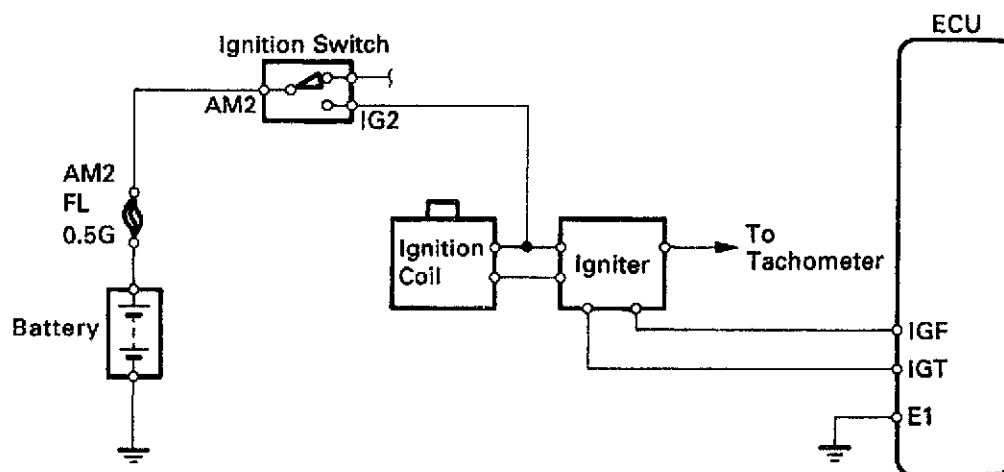 ECU
Ignition Switch
AM2
IG2
AM2
FL
0.5G
Ignition
Coil
Igniter
To
Tachometer
Battery
IGF
IGT
E1